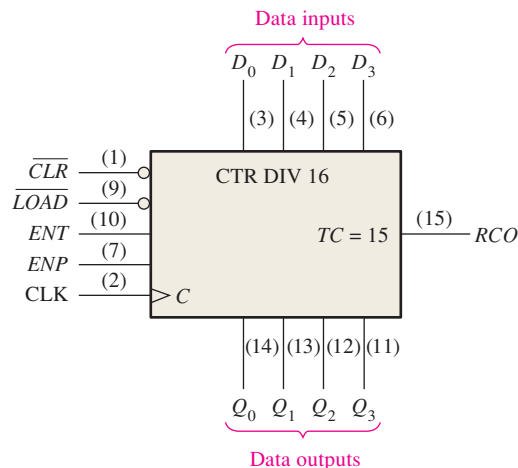 Data inputs
D0 D1 D2 D3
(3) (4) (5) (6)
CLR (1)
LOAD (9)
ENT (10)
ENP (7)
CLK (2)
C
CTR DIV 16
TC = 15
(15) RCO
(14) (13) (12) (11)
Q0 Q1 Q2 Q3
Data outputs